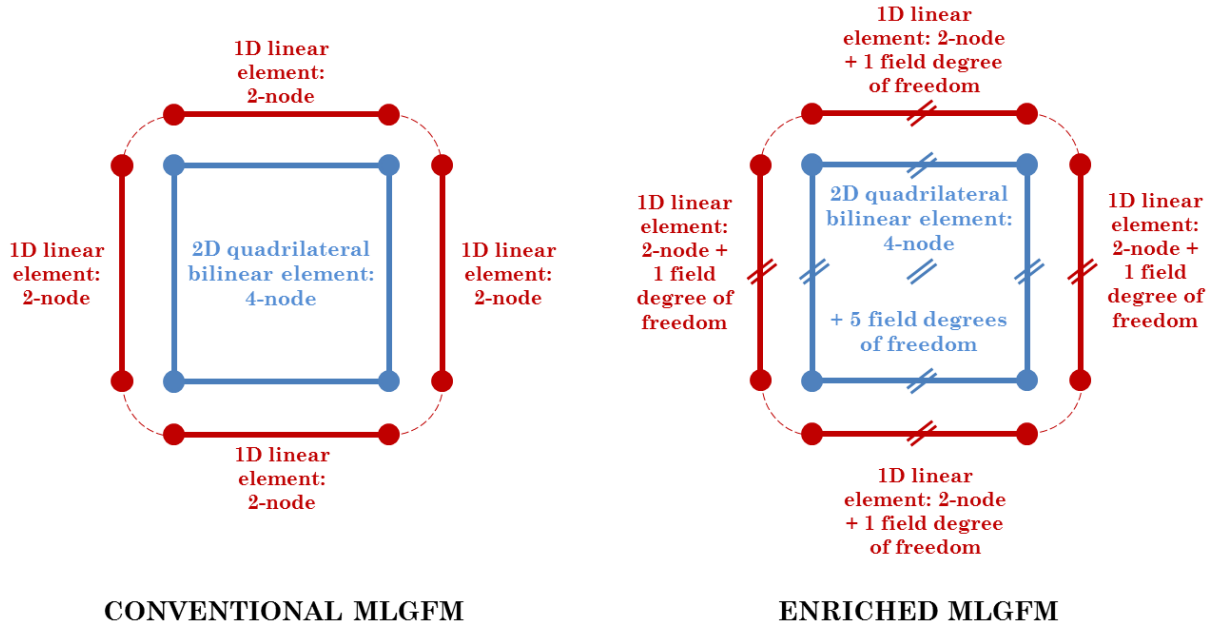 1D linear
element:
2-node
1D linear
element:
2-node
2D quadrilateral
bilinear element:
4-node
1D linear
element:
2-node
1D linear
element:
2-node
CONVENTIONAL MLGFM
1D linear
element: 2-node
+ 1 field degree
of freedom
1D linear
element:
2-node +
1 field
degree of
freedom
2D quadrilateral
bilinear element:
4-node
+ 5 field degrees
of freedom
1D linear
element:
2-node +
1 field
degree of
freedom
1D linear
element: 2-node
+ 1 field degree
of freedom
ENRICHED MLGFM